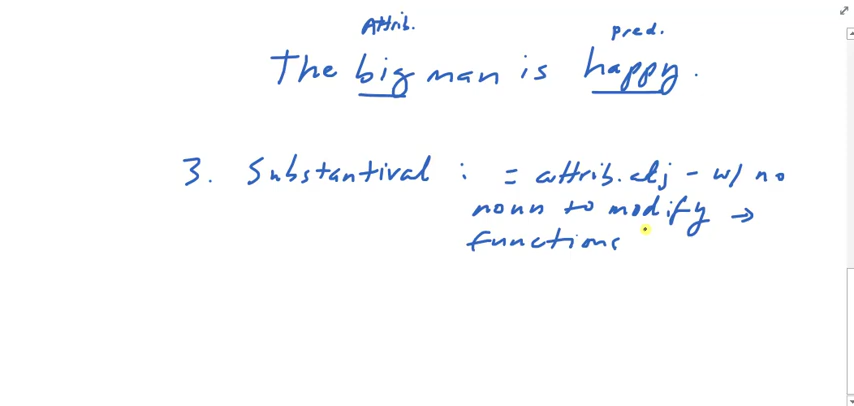 Attrib. pred.
The big man is happy.
3. Substantival : = attrib. adj - w/ no
noun to modify →
functions